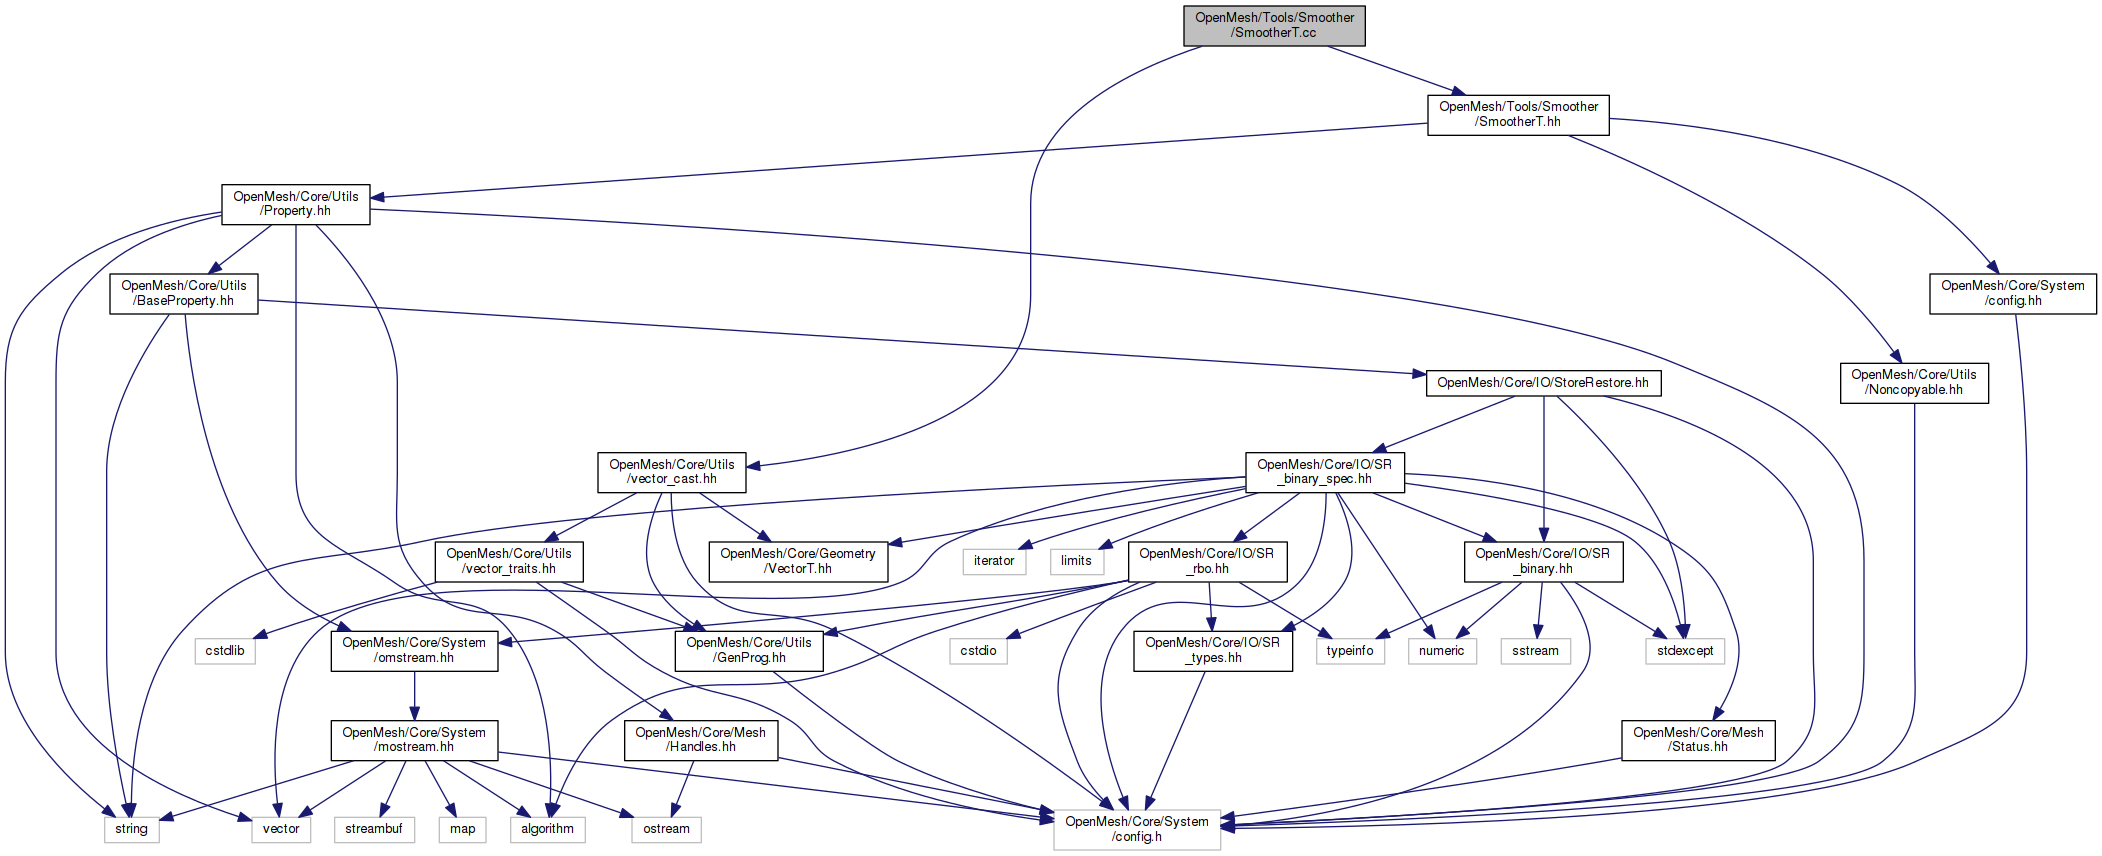 OpenMesh/Tools/Smoother
/SmootherT.cc
OpenMesh/Tools/Smoother
/SmootherT.hh
OpenMesh/Core/Utils
/Property.hh
OpenMesh/Core/Utils
/BaseProperty.hh
OpenMesh/Core/System
/config.hh
OpenMesh/Core/IO/StoreRestore.hh
OpenMesh/Core/Utils
/Noncopyable.hh
OpenMesh/Core/Utils
/vector_cast.hh
OpenMesh/Core/IO/SR
_binary_spec.hh
OpenMesh/Core/Utils
/vector_traits.hh
OpenMesh/Core/Geometry
/VectorT.hh
iterator
limits
OpenMesh/Core/IO/SR
_rbo.hh
OpenMesh/Core/IO/SR
_binary.hh
cstdlib
OpenMesh/Core/System
/omstream.hh
OpenMesh/Core/Utils
/GenProg.hh
cstdio
OpenMesh/Core/IO/SR
_types.hh
typeinfo
numeric
sstream
stdexcept
OpenMesh/Core/System
/mostream.hh
OpenMesh/Core/Mesh
/Handles.hh
OpenMesh/Core/Mesh
/Status.hh
string
vector
streambuf
map
algorithm
ostream
OpenMesh/Core/System
/config.h